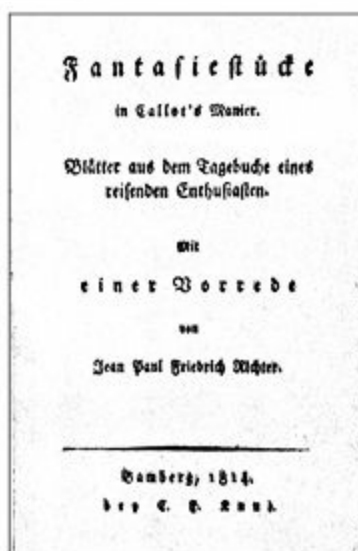 Fantasiestücke
in Callot's Manier.
Blätter aus dem Tagebuche eines
reisenden Enthusiasten.
Mit
einer Vorrede
von
Jean Paul Friedrich Richter.
Bamberg, 1814.
bey C. F. Kunz.